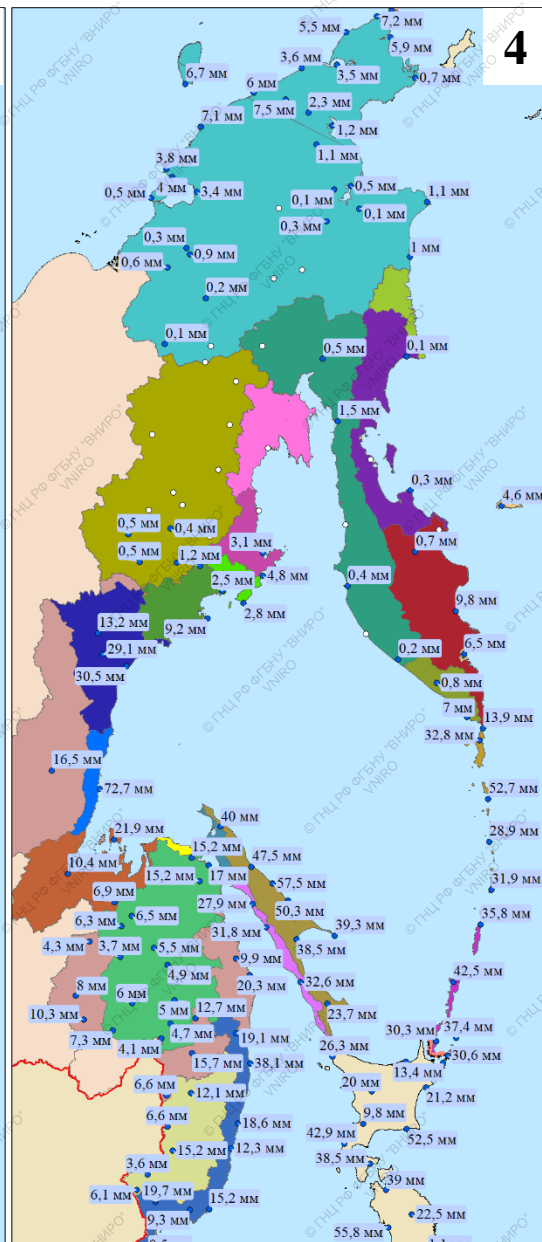 4
5,5 мм
7,2 мм
5,9 мм
3,6 мм
3,5 мм
0,7 мм
6,7 мм
6 мм
7,5 мм
2,3 мм
7,1 мм
1,2 мм
1,1 мм
3,8 мм
4 мм
0,5 мм
3,4 мм
0,1 мм
0,5 мм
0,1 мм
1,1 мм
0,3 мм
0,3 мм
0,9 мм
0,6 мм
1 мм
0,2 мм
0,1 мм
0,5 мм
0,1 мм
1,5 мм
0,3 мм
4,6 мм
0,5 мм
0,4 мм
3,1 мм
0,7 мм
0,5 мм
1,2 мм
2,5 мм
4,8 мм
0,4 мм
2,8 мм
9,8 мм
13,2 мм
9,2 мм
29,1 мм
0,2 мм
6,5 мм
30,5 мм
0,8 мм
7 мм
13,9 мм
32,8 мм
16,5 мм
72,7 мм
52,7 мм
40 мм
21,9 мм
15,2 мм
28,9 мм
10,4 мм
15,2 мм
17 мм
47,5 мм
57,5 мм
31,9 мм
6,9 мм
27,9 мм
50,3 мм
6,3 мм
6,5 мм
31,8 мм
39,3 мм
35,8 мм
4,3 мм
3,7 мм
5,5 мм
38,5 мм
9,9 мм
4,9 мм
20,3 мм
32,6 мм
42,5 мм
8 мм
6 мм
23,7 мм
10,3 мм
5 мм
12,7 мм
7,3 мм
4,7 мм
19,1 мм
30,3 мм
37,4 мм
4,1 мм
15,7 мм
38,1 мм
26,3 мм
13,4 мм
30,6 мм
6,6 мм
12,1 мм
20 мм
21,2 мм
6,6 мм
18,6 мм
9,8 мм
42,9 мм
52,5 мм
15,2 мм
12,3 мм
38,5 мм
3,6 мм
6,1 мм
19,7 мм
15,2 мм
39 мм
9,3 мм
22,5 мм
55,8 мм
© ГНЦ РФ ФГБНУ "ВНИРО"
VNIRO